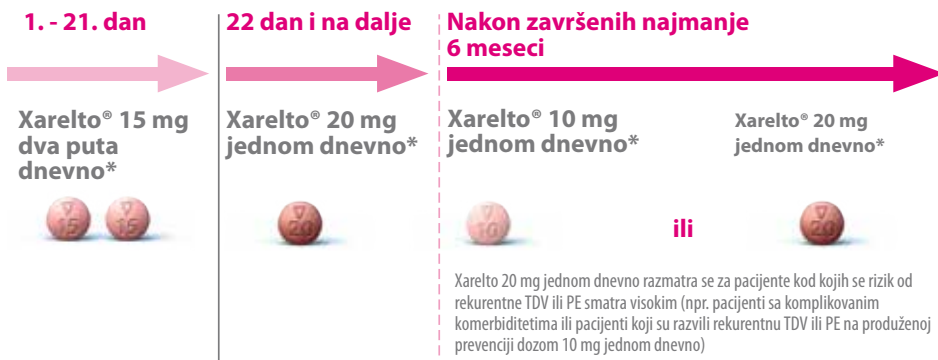 1. - 21. dan
Xarelto® 15 mg
dva puta
dnevno*
15
15
22 dan i na dalje
Xarelto® 20 mg
jednom dnevno*
20
Nakon završenih najmanje
6 meseci
Xarelto® 10 mg
jednom dnevno*
10
ili
Xarelto® 20 mg
jednom dnevno*
20
Xarelto 20 mg jednom dnevno razmatra se za pacijente kod kojih se rizik od
rekurentne TDV ili PE smatra visokim (npr. pacijenti sa komplikovanim
komerbiditetima ili pacijenti koji su razvili rekurentnu TDV ili PE na produženoj
prevenciji dozom 10 mg jednom dnevno)